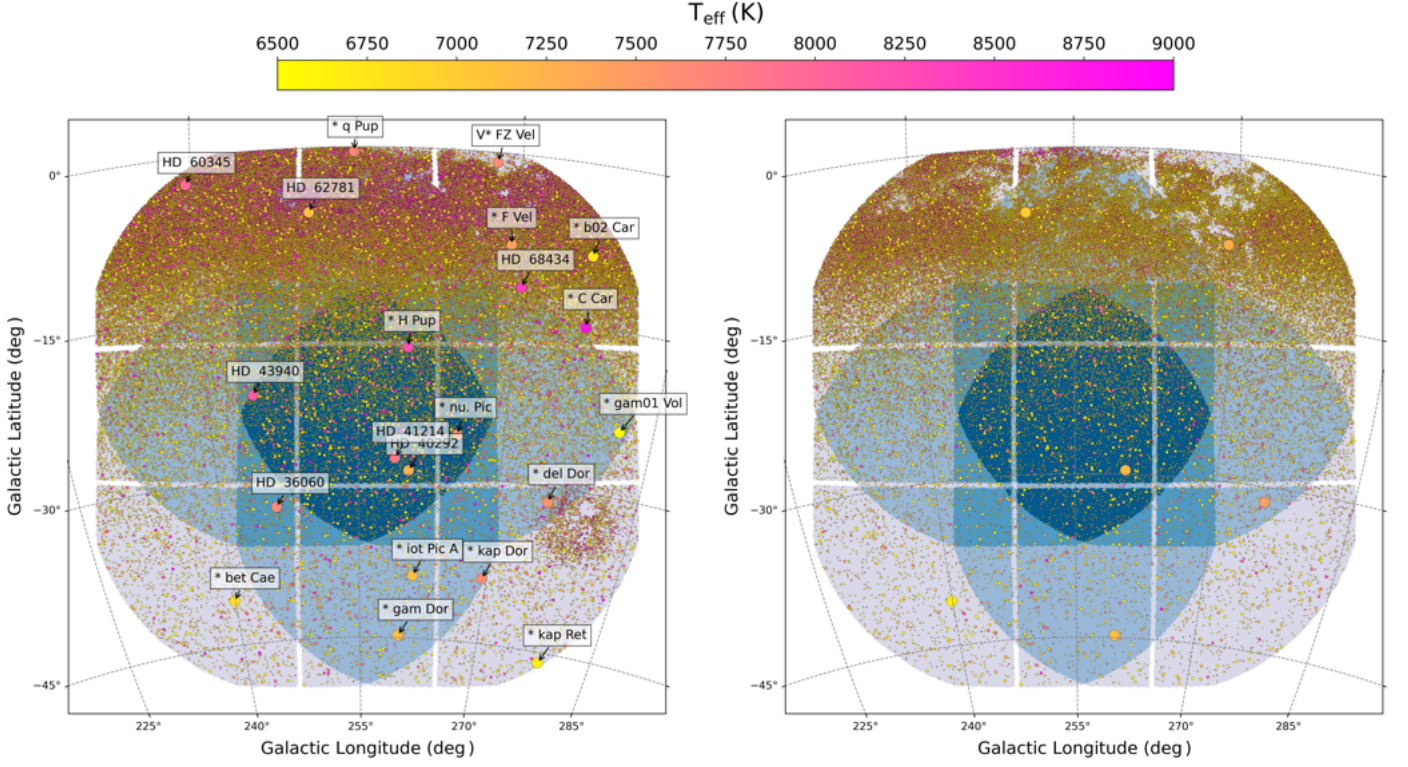 T_eff (K)
6500 6750 7000 7250 7500 7750 8000 8250 8500 8750 9000
* q Pup
V* FZ Vel
HD 60345
HD 62781
* F Vel
* b02 Car
HD 68434
* C Car
* H Pup
HD 43940
* gam01 Vol
* nu. Pic
HD 41214
HD 40292
* del Dor
HD 36060
* iot Pic A
* kap Dor
* bet Cae
* gam Dor
* kap Ret
0°
−15°
−30°
−45°
Galactic Latitude (deg)
225° 240° 255° 270° 285°
Galactic Longitude (deg)
0°
−15°
−30°
−45°
Galactic Latitude (deg)
225° 240° 255° 270° 285°
Galactic Longitude (deg)